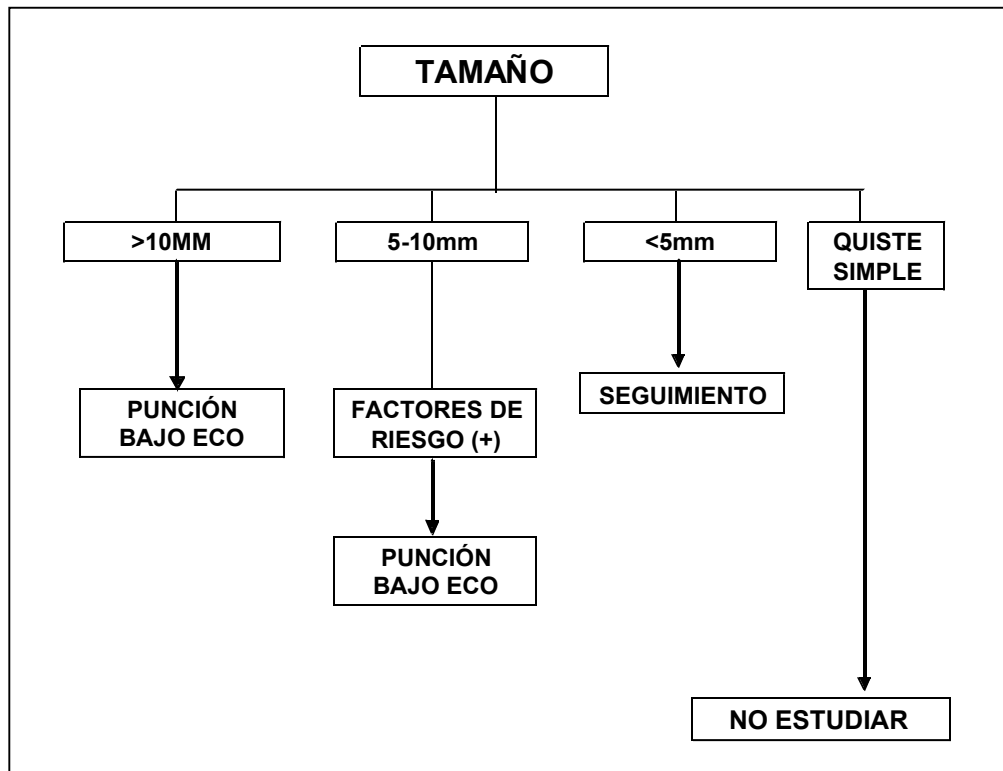 TAMAÑO
>10MM
5-10mm
<5mm
QUISTE
SIMPLE
PUNCIÓN
BAJO ECO
FACTORES DE
RIESGO (+)
SEGUIMIENTO
PUNCIÓN
BAJO ECO
NO ESTUDIAR